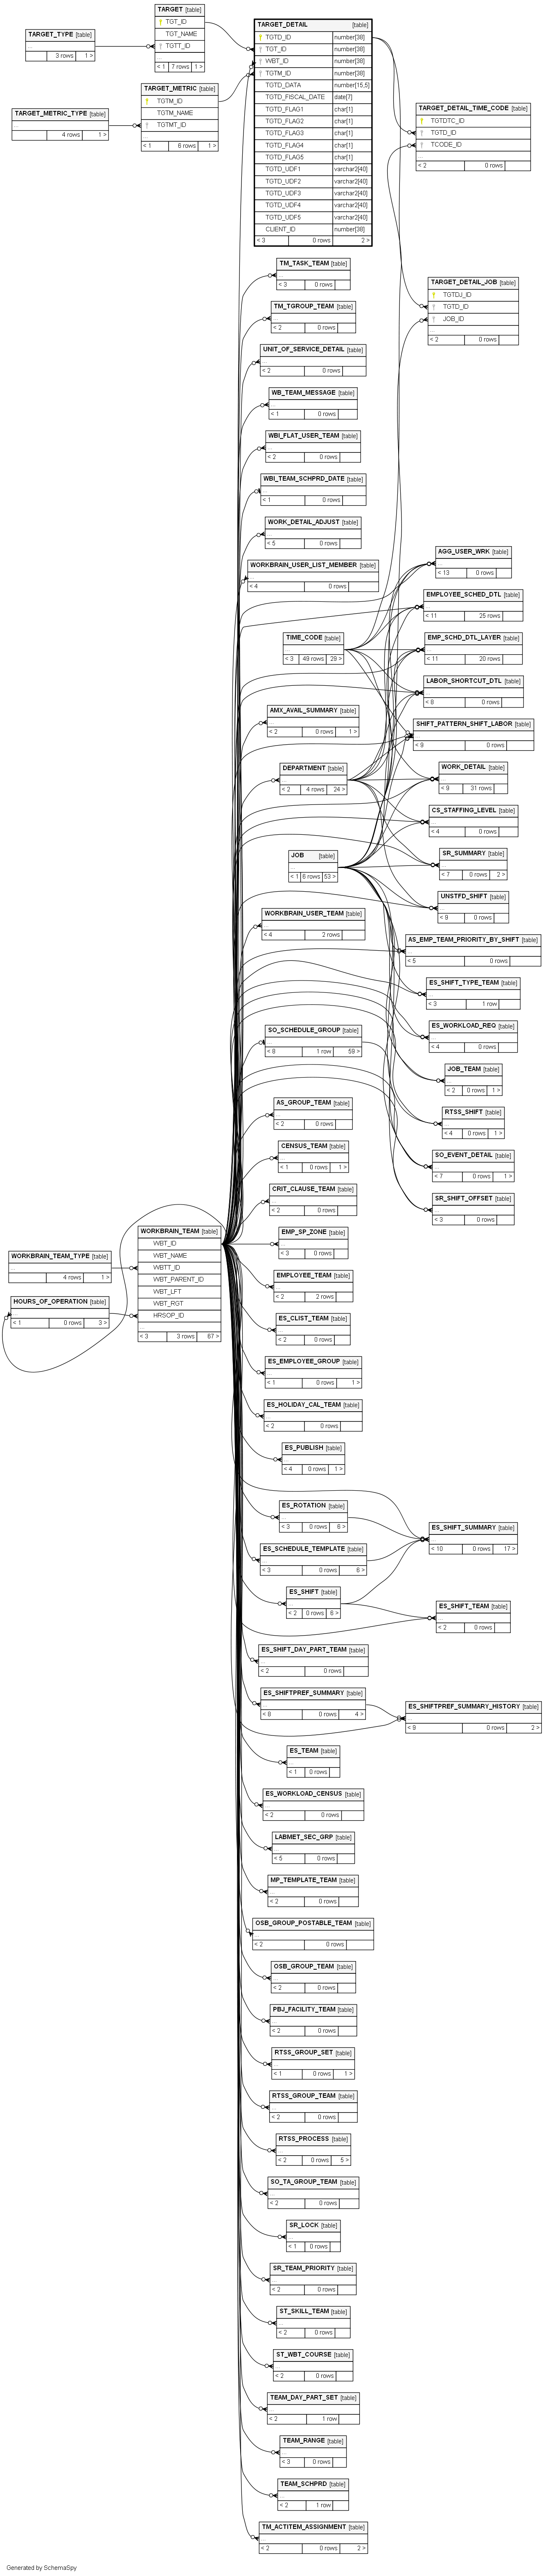 TARGET [table]
TGT_ID
TGT_NAME
TGTT_ID
...
< 1 7 rows 1 >
TARGET_TYPE [table]
...
3 rows 1 >
TARGET_METRIC [table]
TGTM_ID
TGTM_NAME
TGTMT_ID
...
< 1 6 rows 1 >
TARGET_METRIC_TYPE [table]
...
4 rows 1 >
TARGET_DETAIL [table]
TGTD_ID number[38]
TGT_ID number[38]
WBT_ID number[38]
TGTM_ID number[38]
TGTD_DATA number[15,5]
TGTD_FISCAL_DATE date[7]
TGTD_FLAG1 char[1]
TGTD_FLAG2 char[1]
TGTD_FLAG3 char[1]
TGTD_FLAG4 char[1]
TGTD_FLAG5 char[1]
TGTD_UDF1 varchar2[40]
TGTD_UDF2 varchar2[40]
TGTD_UDF3 varchar2[40]
TGTD_UDF4 varchar2[40]
TGTD_UDF5 varchar2[40]
CLIENT_ID number[38]
< 3 0 rows 2 >
TARGET_DETAIL_TIME_CODE [table]
TGTDTC_ID
TGTD_ID
TCODE_ID
...
< 2 0 rows
TARGET_DETAIL_JOB [table]
TGTDJ_ID
TGTD_ID
JOB_ID
...
< 2 0 rows
TM_TASK_TEAM [table]
...
< 3 0 rows
TM_TGROUP_TEAM [table]
...
< 2 0 rows
UNIT_OF_SERVICE_DETAIL [table]
...
< 2 0 rows
WB_TEAM_MESSAGE [table]
...
< 1 0 rows
WBI_FLAT_USER_TEAM [table]
...
< 2 0 rows
WBI_TEAM_SCHPRD_DATE [table]
...
< 1 0 rows
WORK_DETAIL_ADJUST [table]
...
< 5 0 rows
WORKBRAIN_USER_LIST_MEMBER [table]
...
< 4 0 rows
TIME_CODE [table]
...
< 3 49 rows 29 >
AMX_AVAIL_SUMMARY [table]
...
< 2 0 rows 1 >
DEPARTMENT [table]
...
< 2 4 rows 24 >
JOB [table]
...
< 1 6 rows 53 >
WORKBRAIN_USER_TEAM [table]
...
< 4 2 rows
SO_SCHEDULE_GROUP [table]
...
< 8 1 row 59 >
AGG_USER_WRK [table]
...
< 13 0 rows
EMPLOYEE_SCHED_DTL [table]
...
< 11 25 rows
EMP_SCHD_DTL_LAYER [table]
...
< 11 20 rows
LABOR_SHORTCUT_DTL [table]
...
< 8 0 rows
SHIFT_PATTERN_SHIFT_LABOR [table]
...
< 9 0 rows
WORK_DETAIL [table]
...
< 9 31 rows
CS_STAFFING_LEVEL [table]
...
< 4 0 rows
SR_SUMMARY [table]
...
< 7 0 rows 2 >
UNSTFD_SHIFT [table]
...
< 9 0 rows
AS_EMP_TEAM_PRIORITY_BY_SHIFT [table]
...
< 5 0 rows
ES_SHIFT_TYPE_TEAM [table]
...
< 3 1 row
ES_WORKLOAD_REQ [table]
...
< 4 0 rows
JOB_TEAM [table]
...
< 2 0 rows 1 >
RTSS_SHIFT [table]
...
< 4 0 rows 1 >
SO_EVENT_DETAIL [table]
...
< 7 0 rows 1 >
SR_SHIFT_OFFSET [table]
...
< 3 0 rows
AS_GROUP_TEAM [table]
...
< 2 0 rows
CENSUS_TEAM [table]
...
< 1 0 rows 1 >
CRIT_CLAUSE_TEAM [table]
...
< 2 0 rows
EMP_SP_ZONE [table]
...
< 3 0 rows
WORKBRAIN_TEAM [table]
WBT_ID
WBT_NAME
WBTT_ID
WBT_PARENT_ID
WBT_LFT
WBT_RGT
HRSOP_ID
...
< 3 3 rows 67 >
WORKBRAIN_TEAM_TYPE [table]
...
4 rows 1 >
HOURS_OF_OPERATION [table]
...
< 1 0 rows 3 >
EMPLOYEE_TEAM [table]
...
< 2 2 rows
ES_CLIST_TEAM [table]
...
< 2 0 rows
ES_EMPLOYEE_GROUP [table]
...
< 1 0 rows 1 >
ES_HOLIDAY_CAL_TEAM [table]
...
< 2 0 rows
ES_PUBLISH [table]
...
< 4 0 rows 1 >
ES_ROTATION [table]
...
< 3 0 rows 6 >
ES_SCHEDULE_TEMPLATE [table]
...
< 3 0 rows 6 >
ES_SHIFT [table]
...
< 2 0 rows 6 >
ES_SHIFT_SUMMARY [table]
...
< 10 0 rows 17 >
ES_SHIFT_TEAM [table]
...
< 2 0 rows
ES_SHIFT_DAY_PART_TEAM [table]
...
< 2 0 rows
ES_SHIFTPREF_SUMMARY [table]
...
< 8 0 rows 4 >
ES_SHIFTPREF_SUMMARY_HISTORY [table]
...
< 9 0 rows 2 >
ES_TEAM [table]
...
< 1 0 rows
ES_WORKLOAD_CENSUS [table]
...
< 2 0 rows
LABMET_SEC_GRP [table]
...
< 5 0 rows
MP_TEMPLATE_TEAM [table]
...
< 2 0 rows
OSB_GROUP_POSTABLE_TEAM [table]
...
< 2 0 rows
OSB_GROUP_TEAM [table]
...
< 2 0 rows
PBJ_FACILITY_TEAM [table]
...
< 2 0 rows
RTSS_GROUP_SET [table]
...
< 1 0 rows 1 >
RTSS_GROUP_TEAM [table]
...
< 2 0 rows
RTSS_PROCESS [table]
...
< 2 0 rows 5 >
SO_TA_GROUP_TEAM [table]
...
< 2 0 rows
SR_LOCK [table]
...
< 1 0 rows
SR_TEAM_PRIORITY [table]
...
< 2 0 rows
ST_SKILL_TEAM [table]
...
< 2 0 rows
ST_WBT_COURSE [table]
...
< 2 0 rows
TEAM_DAY_PART_SET [table]
...
< 2 1 row
TEAM_RANGE [table]
...
< 3 0 rows
TEAM_SCHPRD [table]
...
< 2 1 row
TM_ACTITEM_ASSIGNMENT [table]
...
< 2 0 rows 2 >
Generated by SchemaSpy